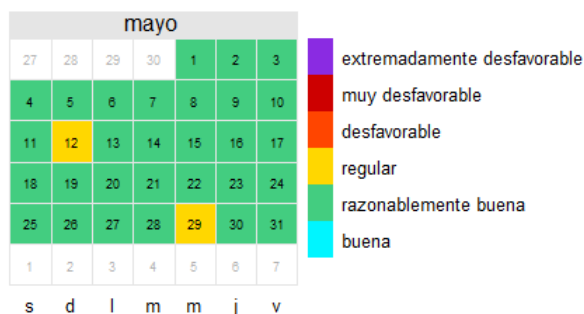 mayo
27 28 29 30 1 2 3
4 5 6 7 8 9 10
11 12 13 14 15 16 17
18 19 20 21 22 23 24
25 26 27 28 29 30 31
1 2 3 4 5 6 7
s d l m m j v
extremadamente desfavorable
muy desfavorable
desfavorable
regular
razonablemente buena
buena